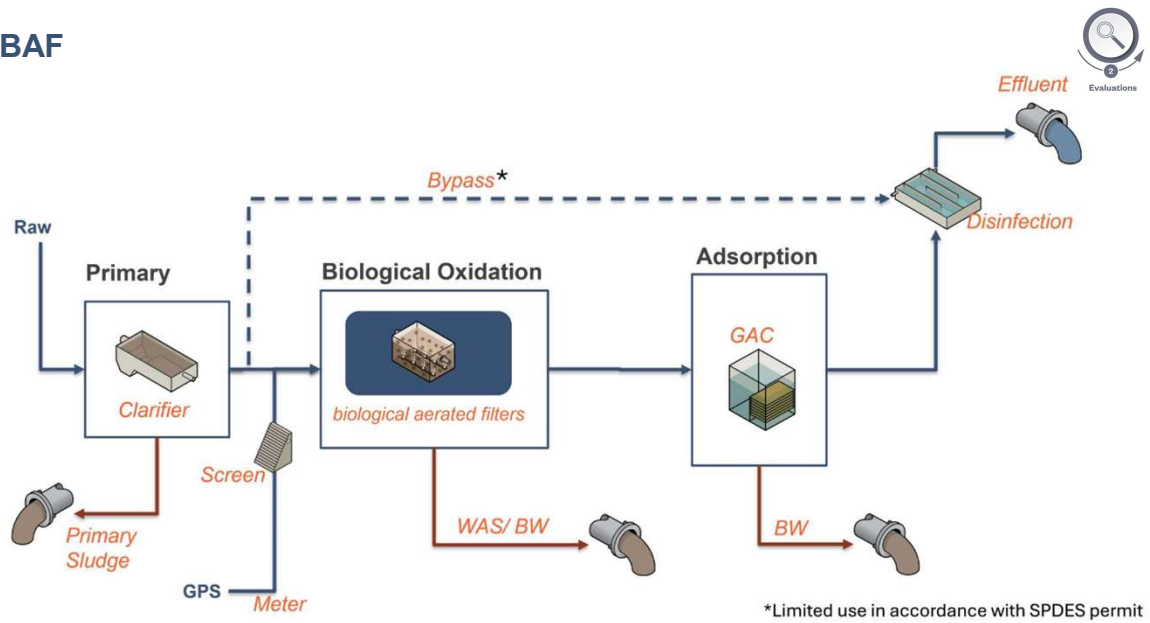 BAF
2
Evaluations
Effluent
Bypass*
Disinfection
Raw
Primary
Biological Oxidation
Adsorption
GAC
Clarifier
biological aerated filters
Screen
Primary
Sludge
WAS/ BW
BW
GPS
Meter
*Limited use in accordance with SPDES permit